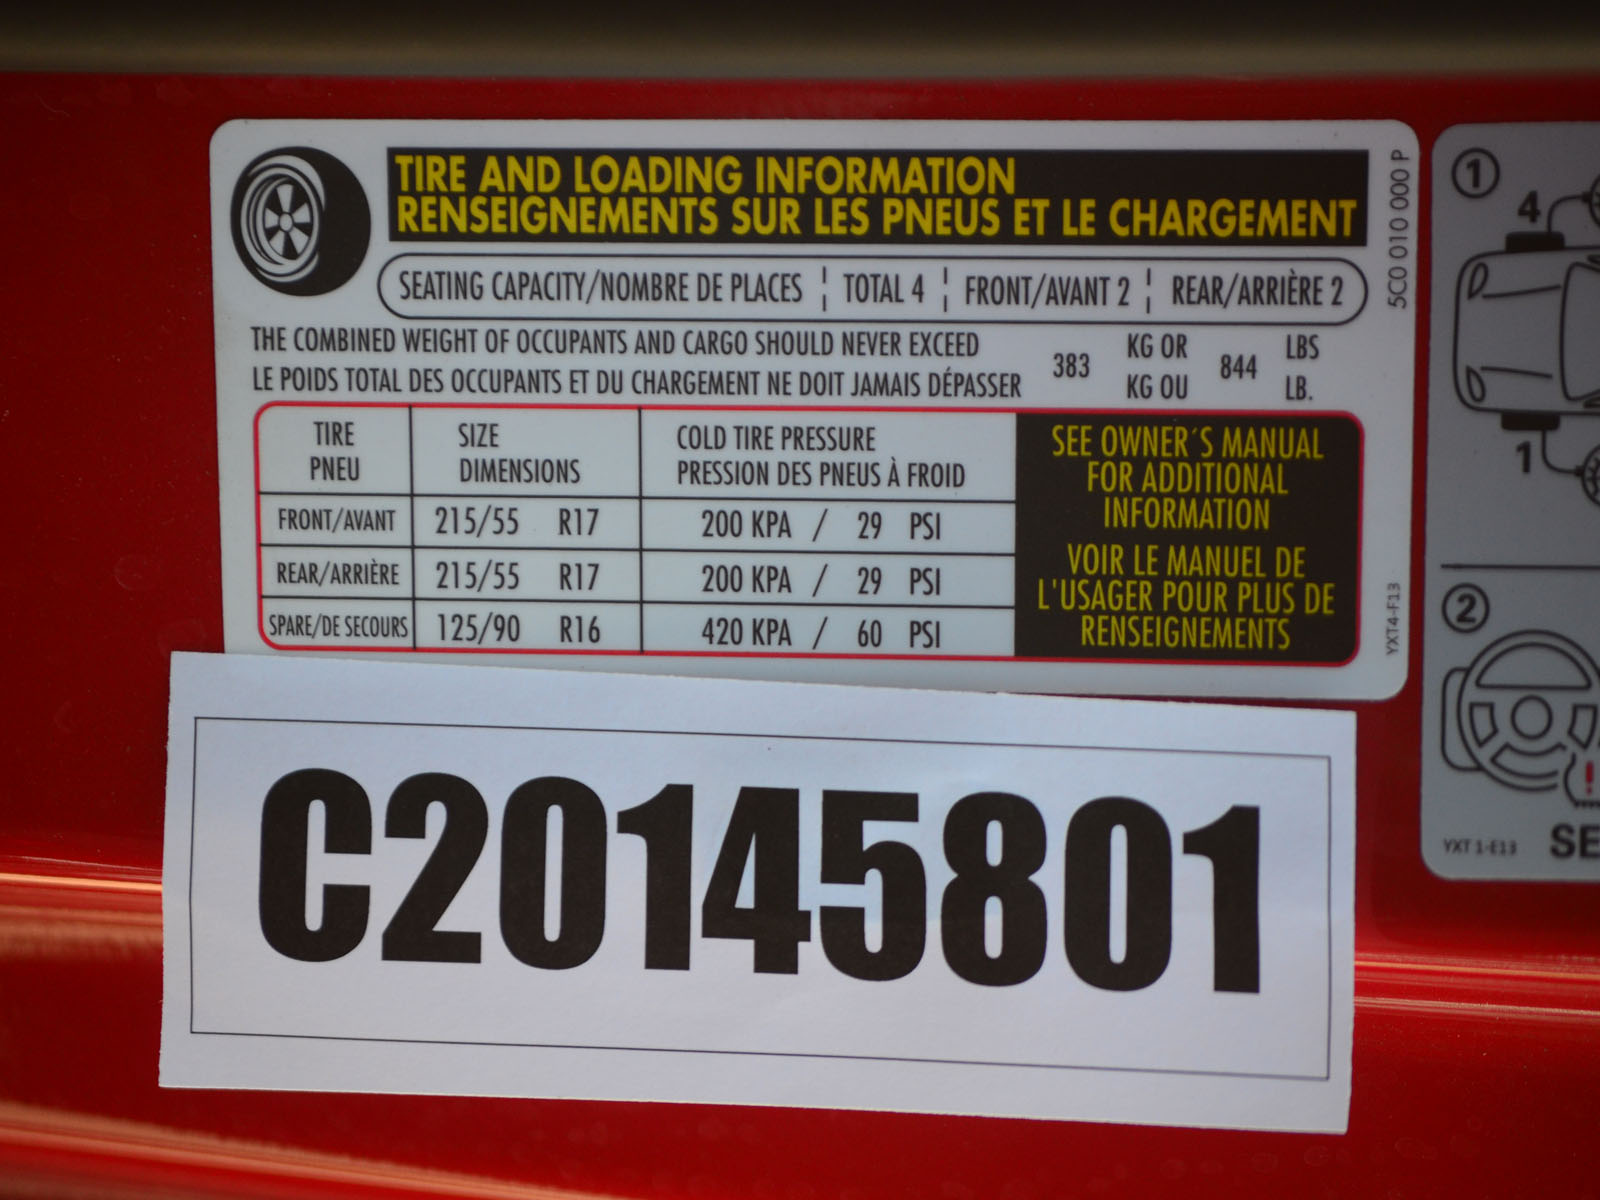 TIRE AND LOADING INFORMATION
RENSEIGNEMENTS SUR LES PNEUS ET LE CHARGEMENT
5C0 010 000 P
SEATING CAPACITY/NOMBRE DE PLACES ¦ TOTAL 4 ¦ FRONT/AVANT 2 ¦ REAR/ARRIÈRE 2
THE COMBINED WEIGHT OF OCCUPANTS AND CARGO SHOULD NEVER EXCEED
LE POIDS TOTAL DES OCCUPANTS ET DU CHARGEMENT NE DOIT JAMAIS DÉPASSER
383
KG OR
KG OU
844
LBS
LB.
TIRE
PNEU
SIZE
DIMENSIONS
COLD TIRE PRESSURE
PRESSION DES PNEUS À FROID
FRONT/AVANT 215/55 R17 200 KPA / 29 PSI
REAR/ARRIÈRE 215/55 R17 200 KPA / 29 PSI
SPARE/DE SECOURS 125/90 R16 420 KPA / 60 PSI
SEE OWNER´S MANUAL
FOR ADDITIONAL
INFORMATION
VOIR LE MANUEL DE
L'USAGER POUR PLUS DE
RENSEIGNEMENTS
YXT4-F13
C20145801
1
4
1
2
!
YXT 1-E13
SE